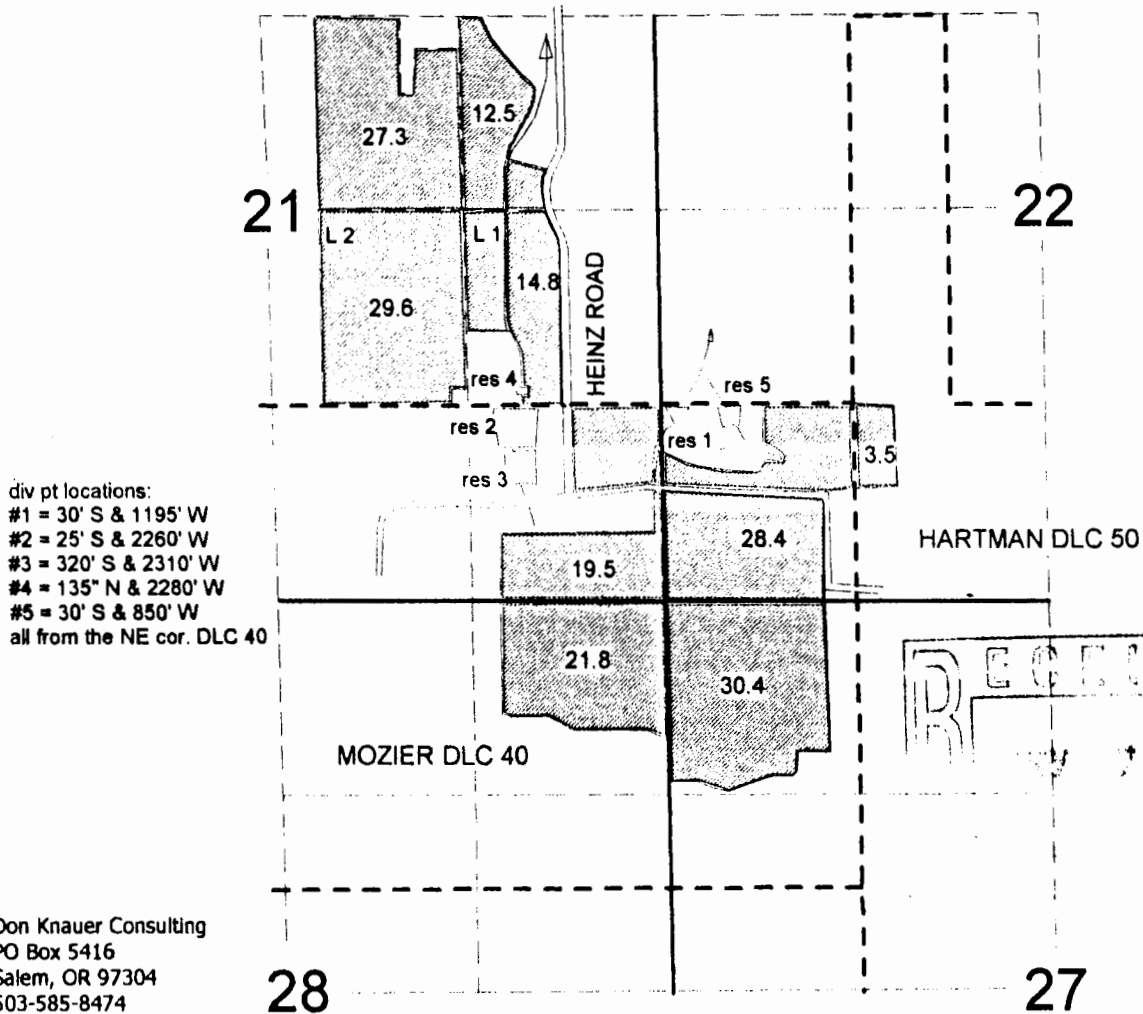 27.3
12.5
21
22
L 2
L 1
14.8
29.6
HEINZ ROAD
res 4
res 5
res 2
res 1
res 3
3.5
div pt locations:
#1 = 30' S & 1195' W
#2 = 25' S & 2260' W
#3 = 320' S & 2310' W
#4 = 135" N & 2280' W
#5 = 30' S & 850' W
all from the NE cor. DLC 40
28.4
HARTMAN DLC 50
19.5
21.8
30.4
MOZIER DLC 40
Don Knauer Consulting
PO Box 5416
Salem, OR 97304
503-585-8474
28
27